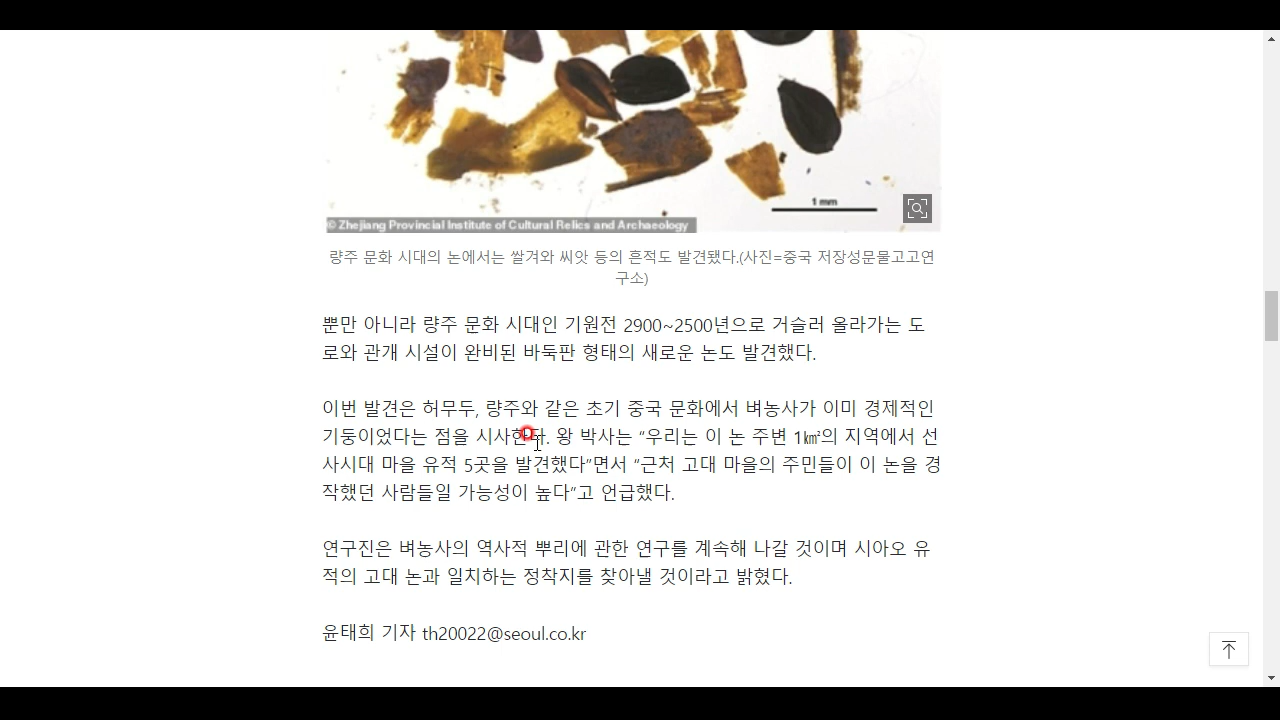 1 mm
© Zhejiang Provincial Institute of Cultural Relics and Archaeology
량주 문화 시대의 논에서는 쌀겨와 씨앗 등의 흔적도 발견됐다.(사진=중국 저장성문물고고연
구소)
뿐만 아니라 량주 문화 시대인 기원전 2900~2500년으로 거슬러 올라가는 도
로와 관개 시설이 완비된 바둑판 형태의 새로운 논도 발견했다.
이번 발견은 허무두, 량주와 같은 초기 중국 문화에서 벼농사가 이미 경제적인
기둥이었다는 점을 시사한다. 왕 박사는 “우리는 이 논 주변 1㎢의 지역에서 선
사시대 마을 유적 5곳을 발견했다”면서 “근처 고대 마을의 주민들이 이 논을 경
작했던 사람들일 가능성이 높다”고 언급했다.
연구진은 벼농사의 역사적 뿌리에 관한 연구를 계속해 나갈 것이며 시아오 유
적의 고대 논과 일치하는 정착지를 찾아낼 것이라고 밝혔다.
윤태희 기자 th20022@seoul.co.kr